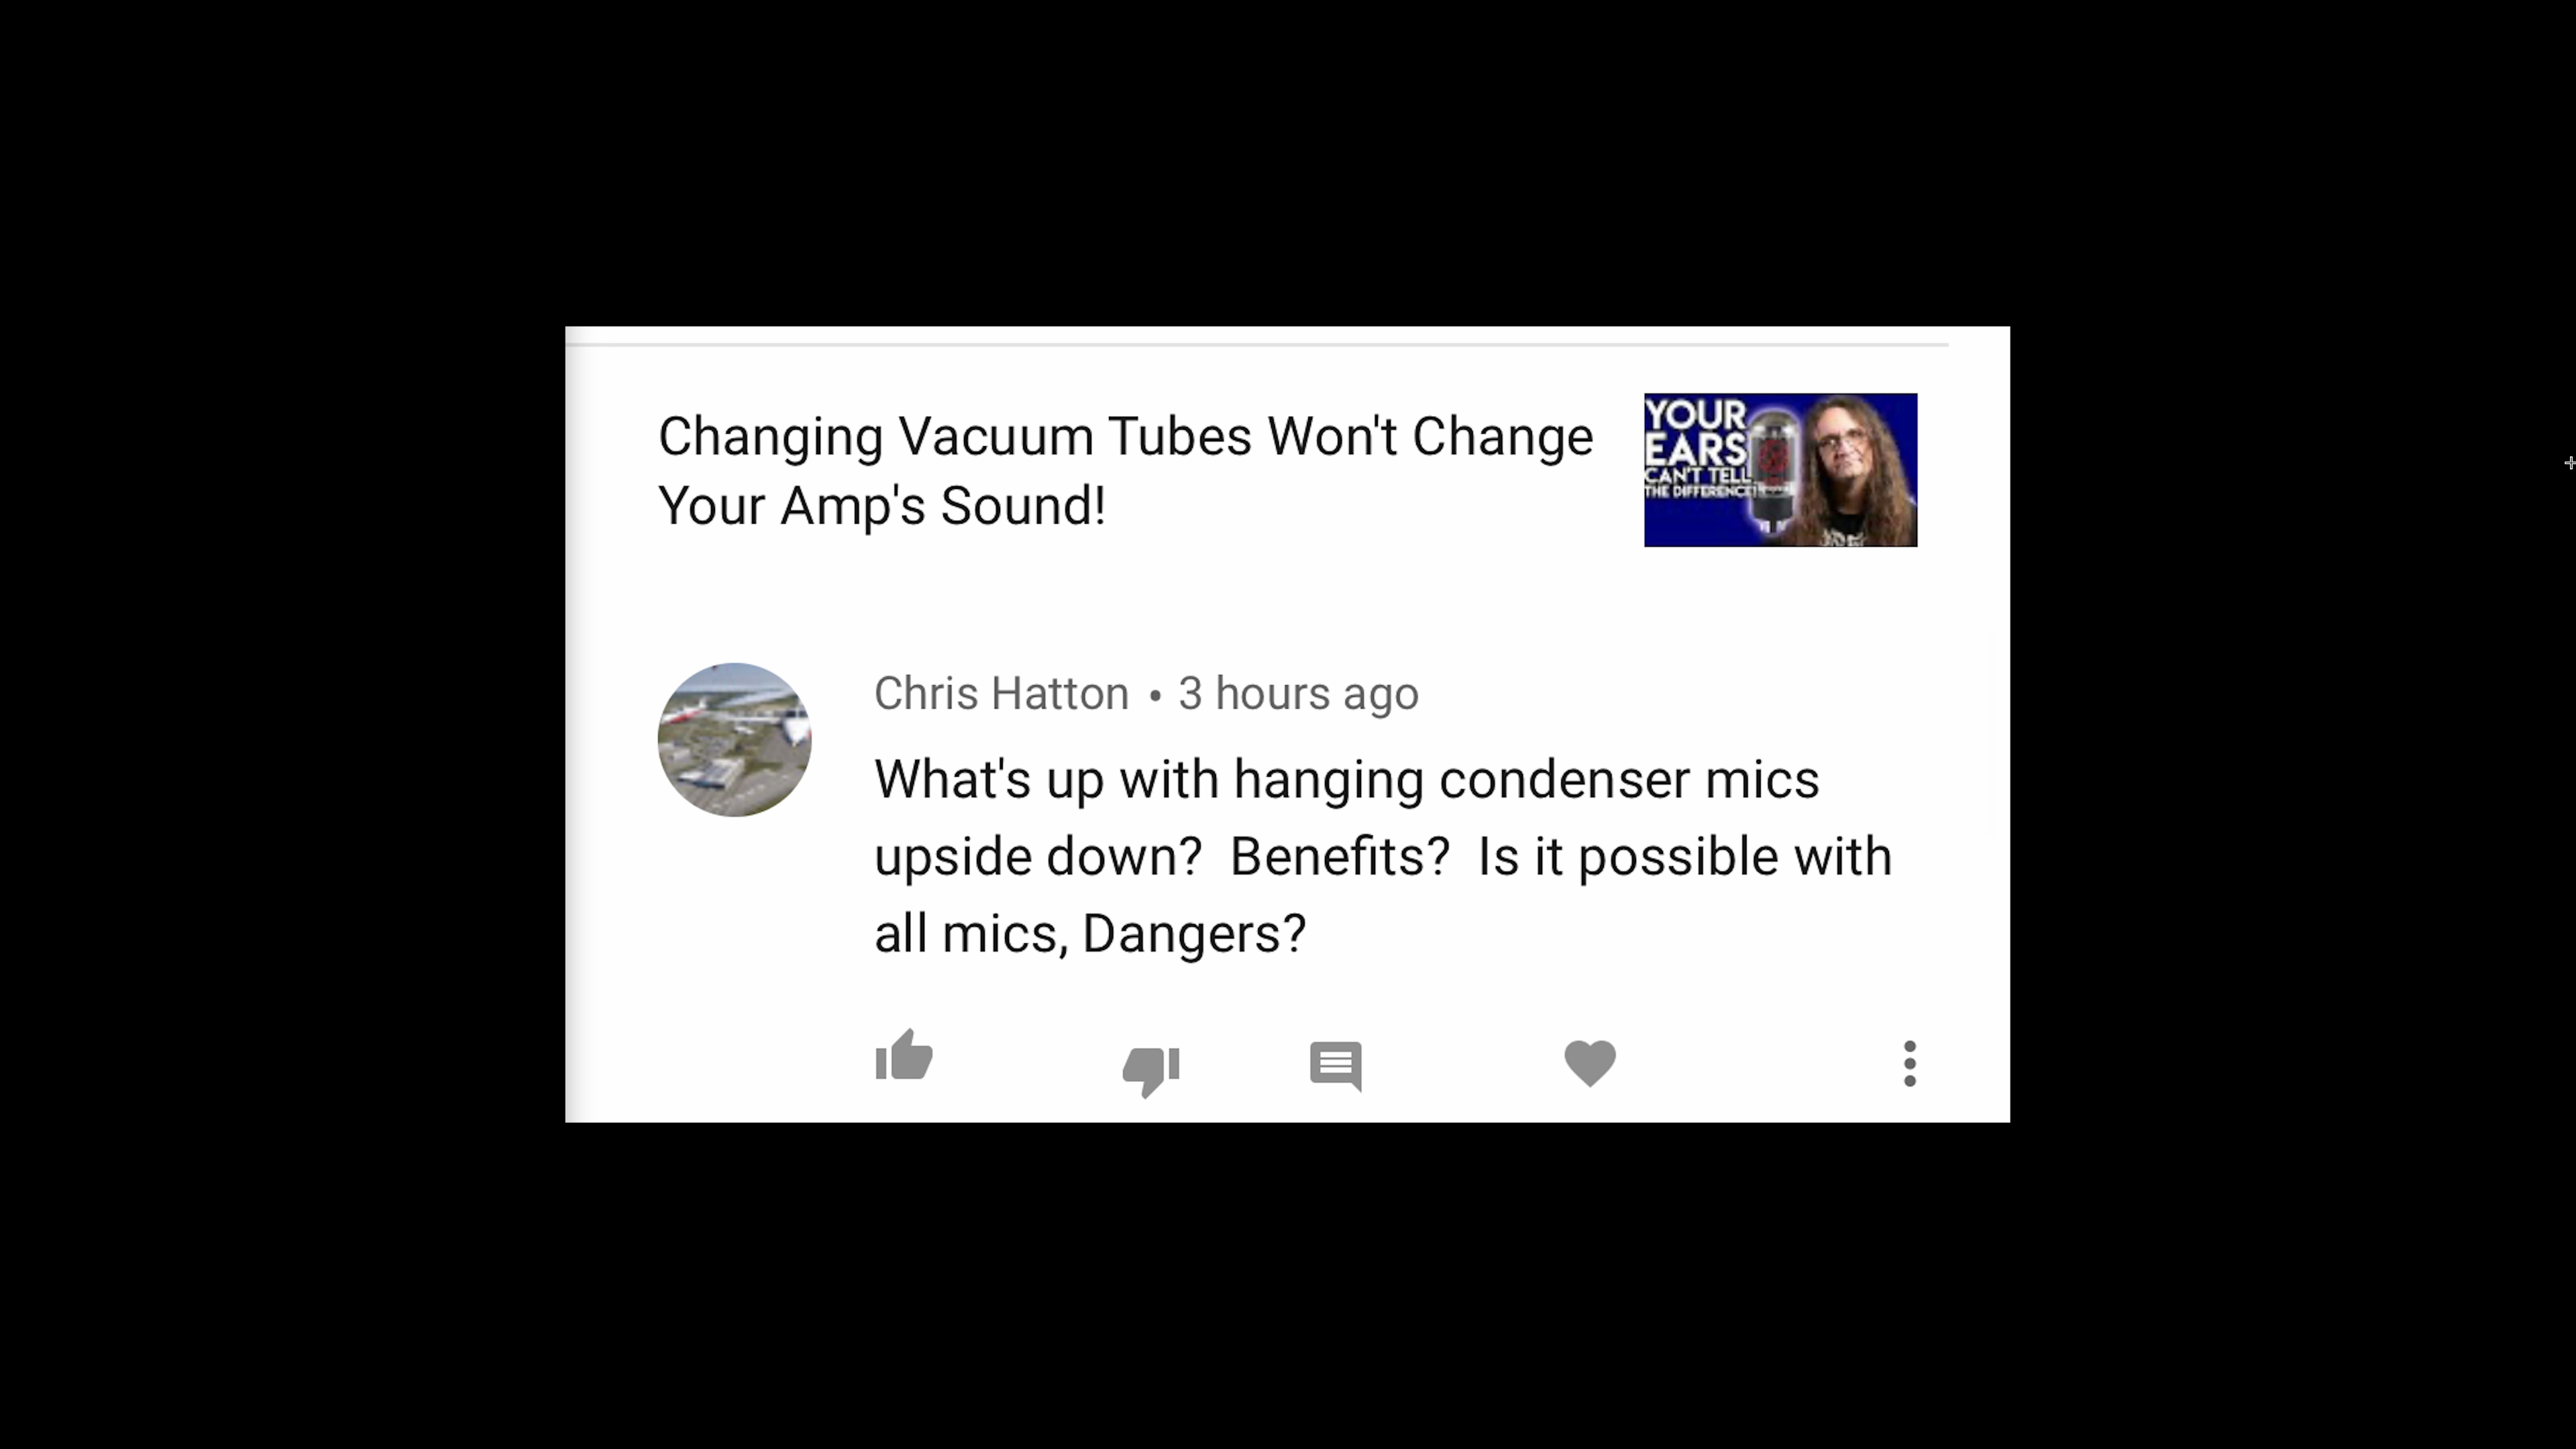 Changing Vacuum Tubes Won't Change
Your Amp's Sound!
YOUR
EARS
CAN'T TELL
THE DIFFERENCE!
Chris Hatton • 3 hours ago
What's up with hanging condenser mics
upside down?  Benefits?  Is it possible with
all mics, Dangers?